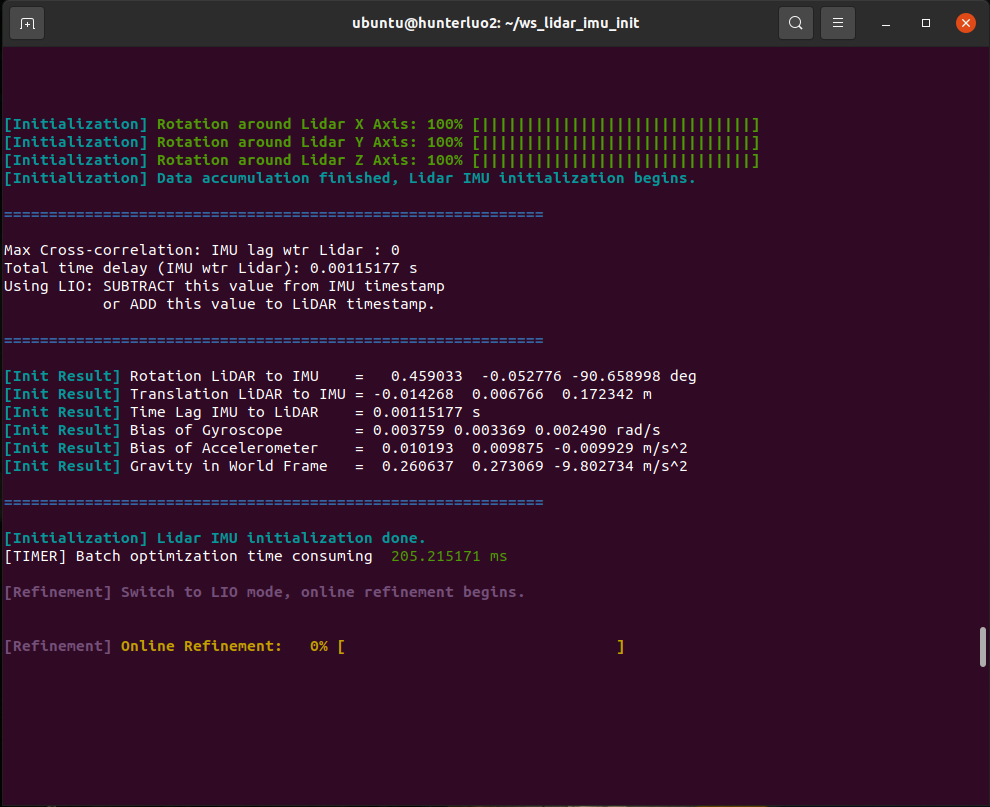 ubuntu@hunterluo2: ~/ws_lidar_imu_init
[Initialization] Rotation around Lidar X Axis: 100% [||||||||||||||||||||||||||||||]
[Initialization] Rotation around Lidar Y Axis: 100% [||||||||||||||||||||||||||||||]
[Initialization] Rotation around Lidar Z Axis: 100% [||||||||||||||||||||||||||||||]
[Initialization] Data accumulation finished, Lidar IMU initialization begins.
============================================================
Max Cross-correlation: IMU lag wtr Lidar : 0
Total time delay (IMU wtr Lidar): 0.00115177 s
Using LIO: SUBTRACT this value from IMU timestamp
           or ADD this value to LiDAR timestamp.
============================================================
[Init Result] Rotation LiDAR to IMU    =   0.459033  -0.052776 -90.658998 deg
[Init Result] Translation LiDAR to IMU = -0.014268  0.006766  0.172342 m
[Init Result] Time Lag IMU to LiDAR    = 0.00115177 s
[Init Result] Bias of Gyroscope        = 0.003759 0.003369 0.002490 rad/s
[Init Result] Bias of Accelerometer    =  0.010193  0.009875 -0.009929 m/s^2
[Init Result] Gravity in World Frame   =  0.260637  0.273069 -9.802734 m/s^2
============================================================
[Initialization] Lidar IMU initialization done.
[TIMER] Batch optimization time consuming  205.215171 ms
[Refinement] Switch to LIO mode, online refinement begins.
[Refinement] Online Refinement:   0% [                              ]